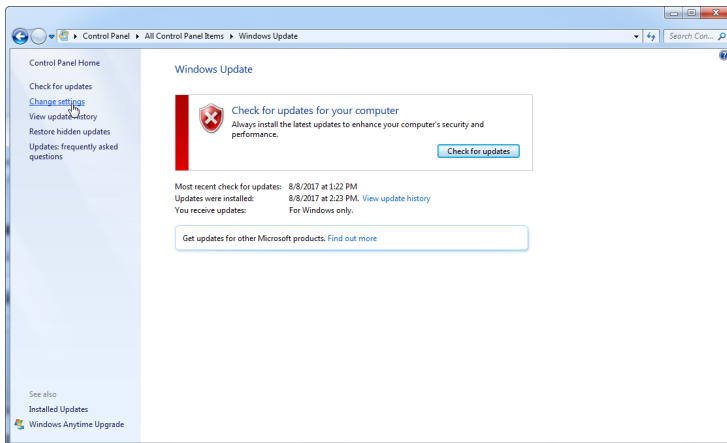 Control Panel ▸ All Control Panel Items ▸ Windows Update
Search Con...
Control Panel Home
Check for updates
Change settings
View update history
Restore hidden updates
Updates: frequently asked
questions
See also
Installed Updates
Windows Anytime Upgrade
Windows Update
Check for updates for your computer
Always install the latest updates to enhance your computer's security and
performance.
Check for updates
Most recent check for updates: 8/8/2017 at 1:22 PM
Updates were installed: 8/8/2017 at 2:23 PM. View update history
You receive updates: For Windows only.
Get updates for other Microsoft products. Find out more